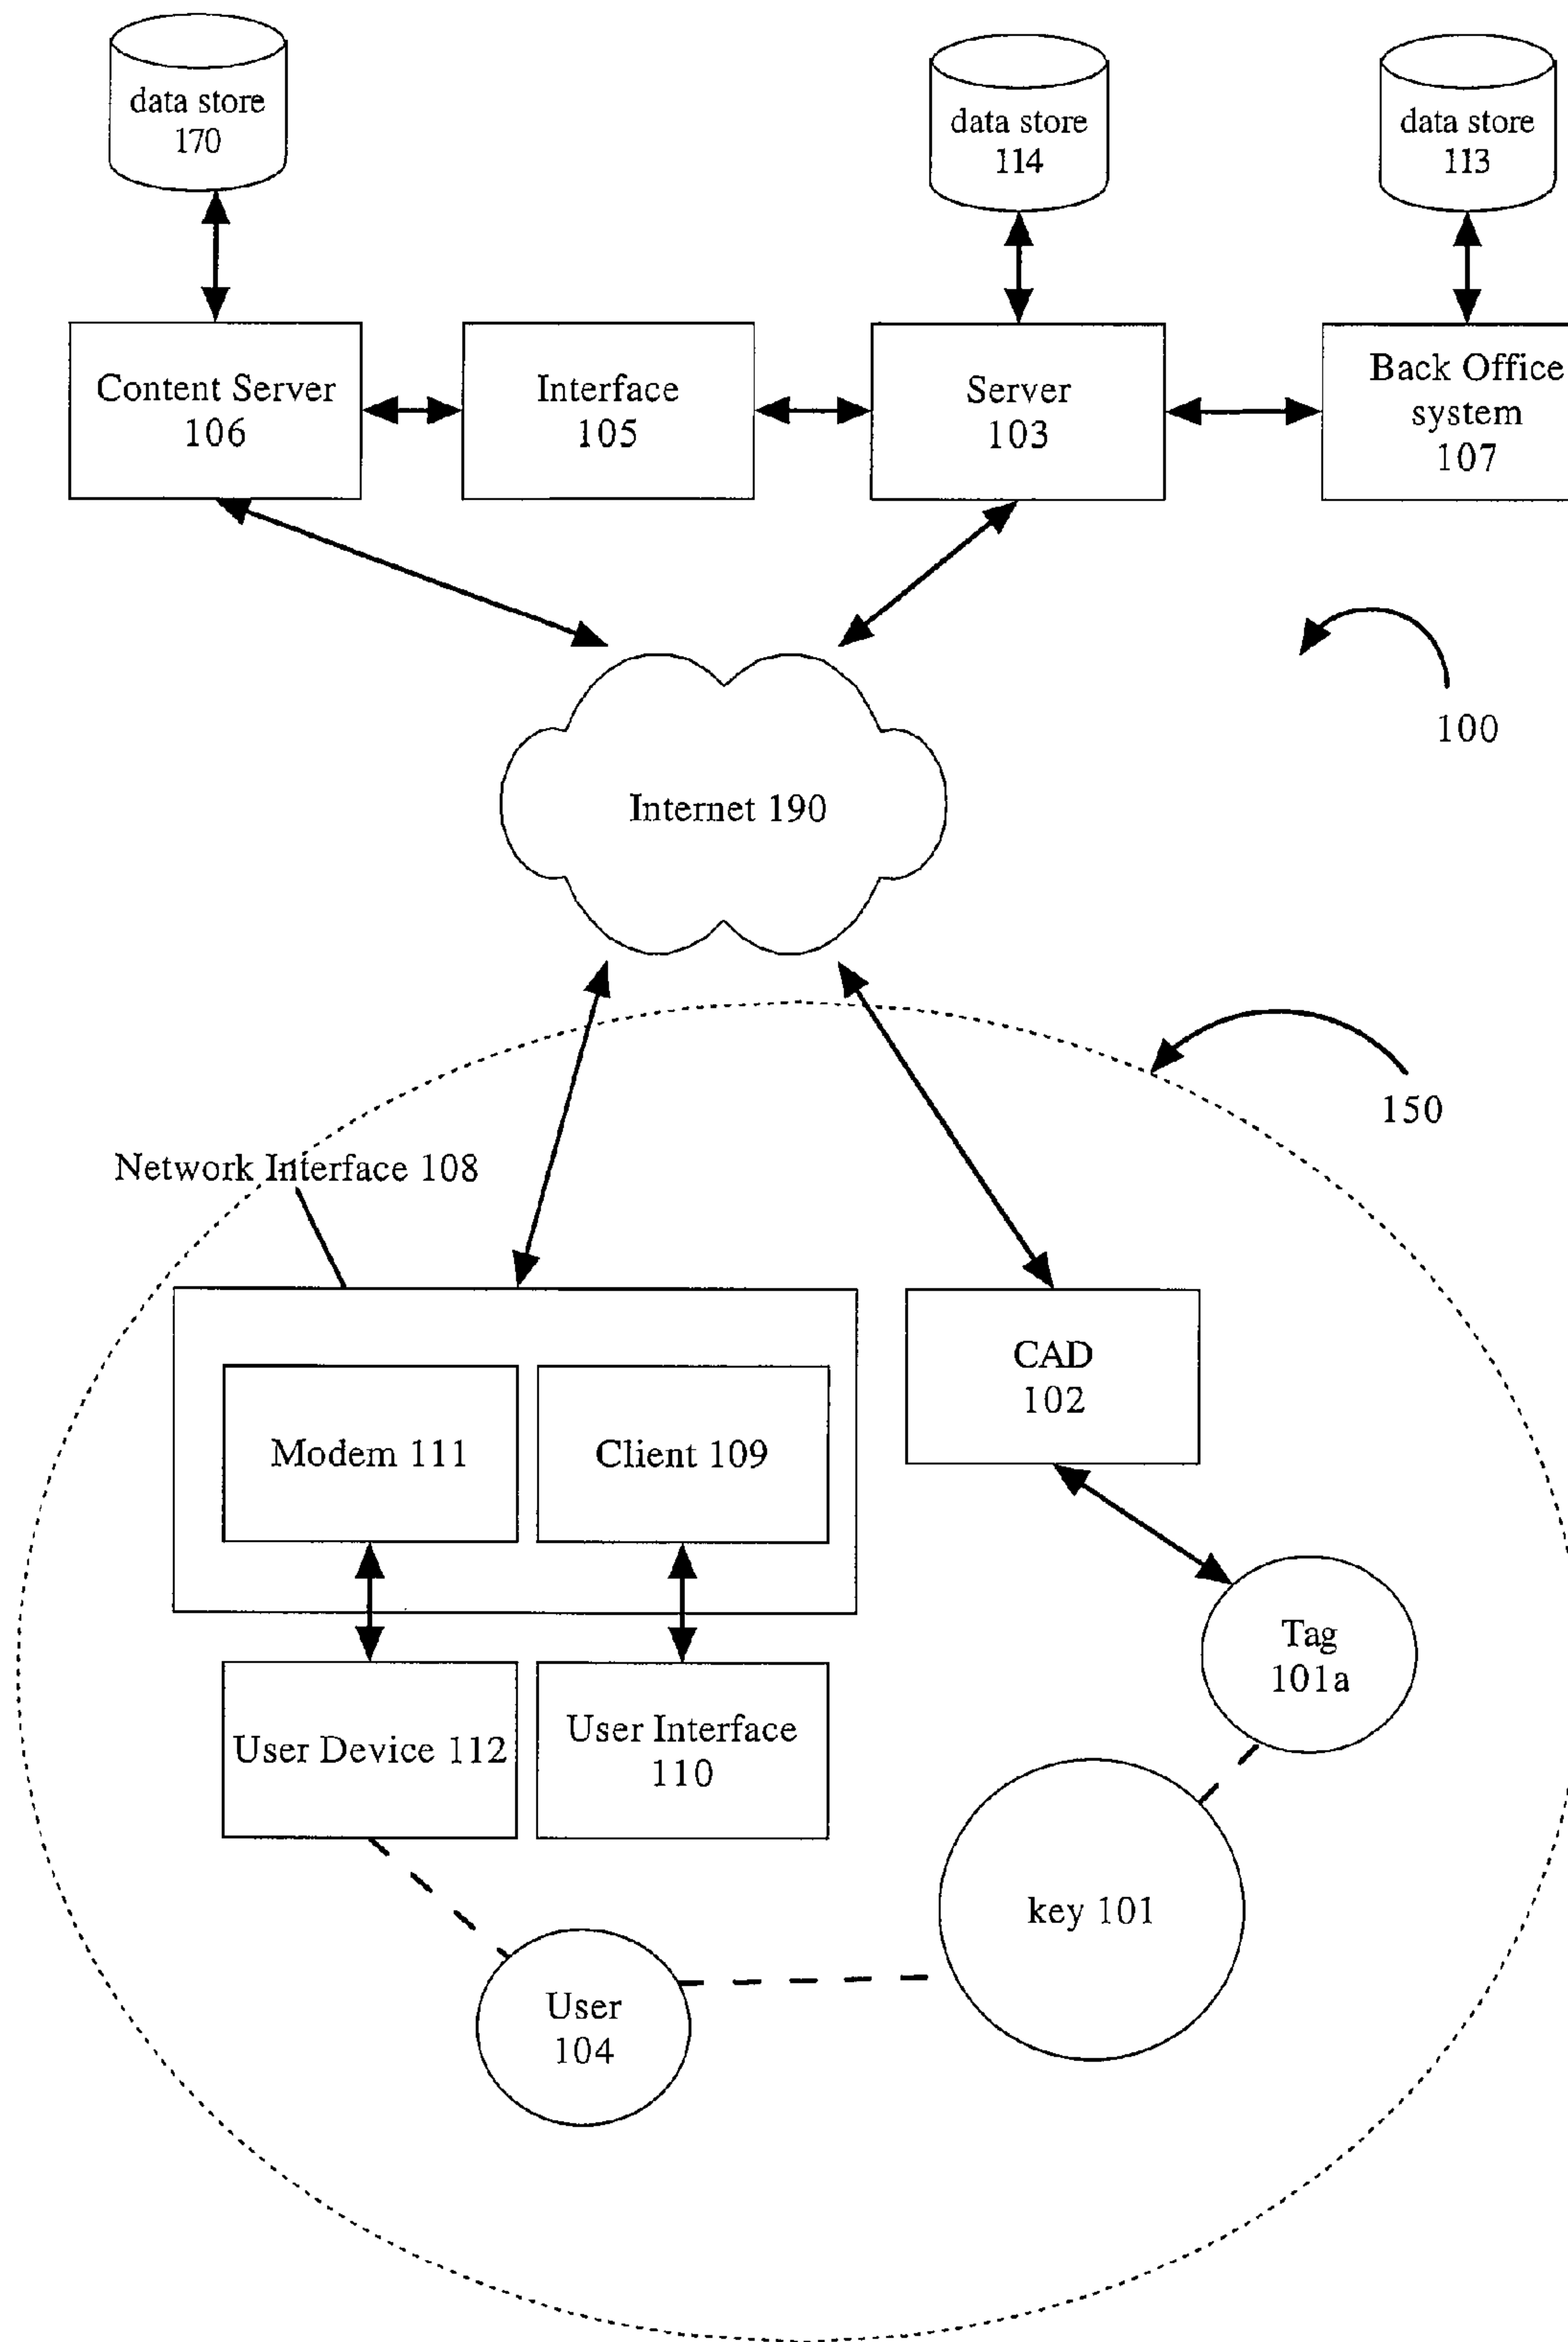 data store
170
data store
114
data store
113
Content Server
106
Interface
105
Server
103
Back Office
system
107
100
Internet 190
150
Network Interface 108
CAD
102
Modem 111
Client 109
Tag
101a
User Device 112
User Interface
110
key 101
User
104